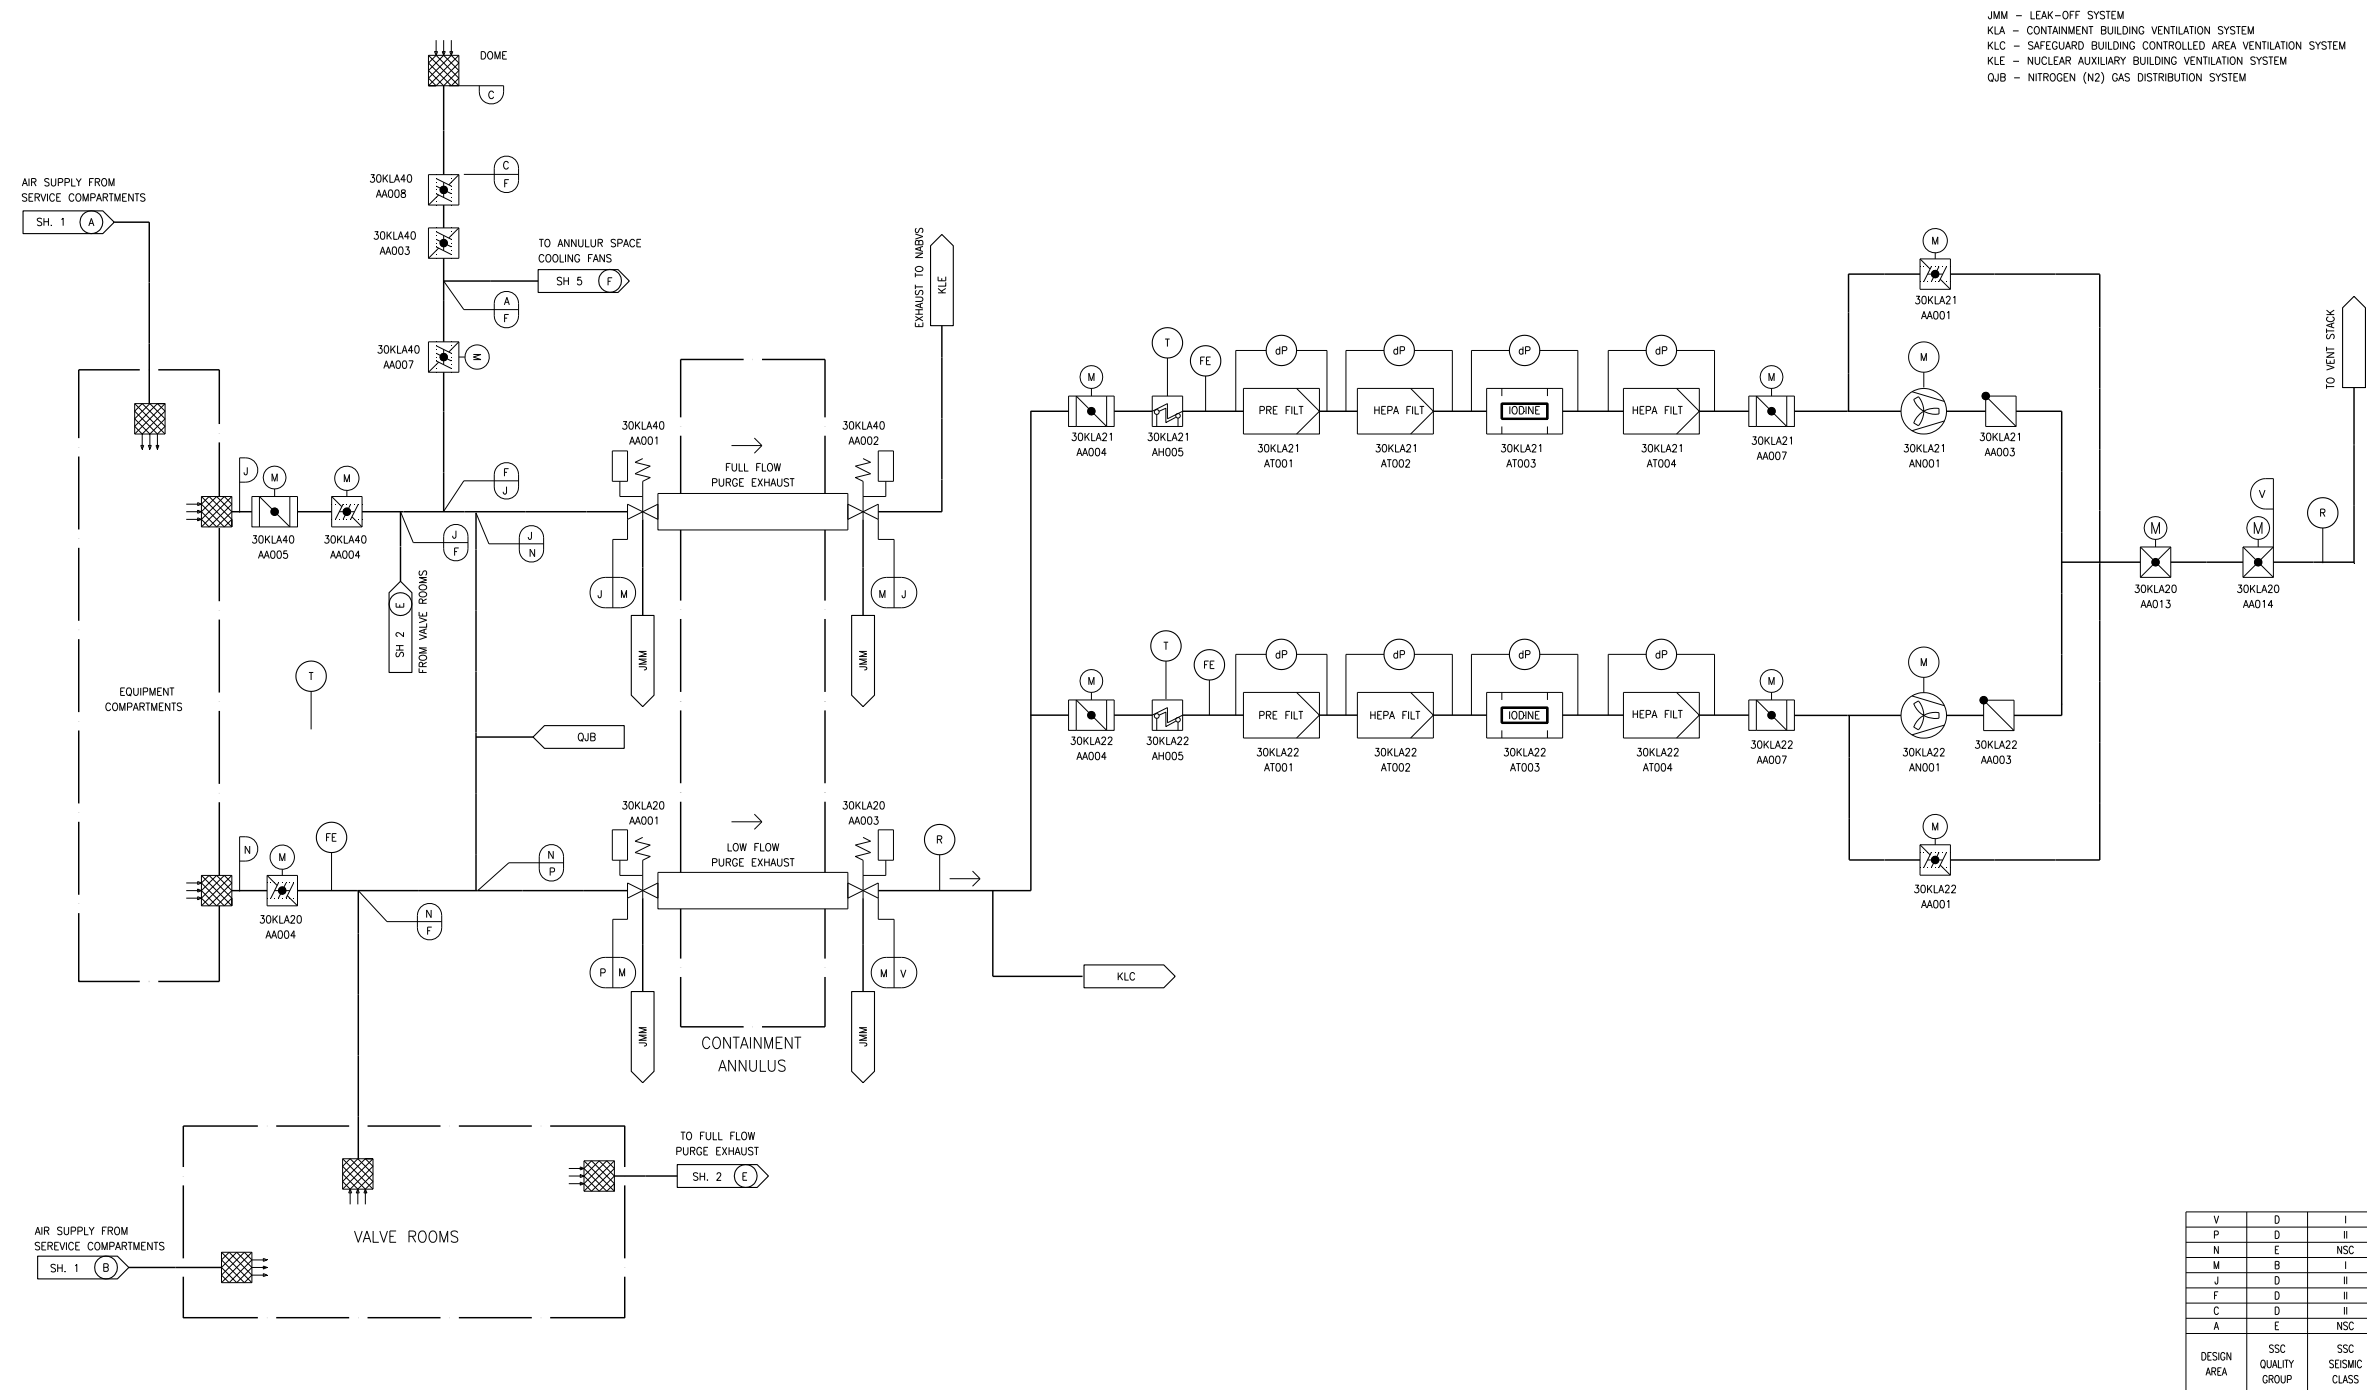 JMM – LEAK–OFF SYSTEM
KLA – CONTAINMENT BUILDING VENTILATION SYSTEM
KLC – SAFEGUARD BUILDING CONTROLLED AREA VENTILATION SYSTEM
KLE – NUCLEAR AUXILIARY BUILDING VENTILATION SYSTEM
QJB – NITROGEN (N2) GAS DISTRIBUTION SYSTEM
DOME
C
C
F
30KLA40
AA008
AIR SUPPLY FROM
SERVICE COMPARTMENTS
SH. 1 A
30KLA40
AA003
TO ANNULUR SPACE
COOLING FANS
SH 5 F
A
F
30KLA40
AA007
M
EXHAUST TO NABVS
KLE
30KLA40
AA001
30KLA40
AA002
FULL FLOW
PURGE EXHAUST
J
M
M
30KLA40
AA005
30KLA40
AA004
F
J
J
F
J
N
E
SH 2
FROM VALVE ROOMS
J M
M J
JMM
JMM
T
EQUIPMENT
COMPARTMENTS
QJB
30KLA20
AA001
30KLA20
AA003
LOW FLOW
PURGE EXHAUST
N
M
FE
30KLA20
AA004
N
P
N
F
R
P M
M V
JMM
JMM
KLC
CONTAINMENT
ANNULUS
M
30KLA21
AA004
T
30KLA21
AH005
FE
dP
PRE FILT
30KLA21
AT001
dP
HEPA FILT
30KLA21
AT002
dP
IODINE
30KLA21
AT003
dP
HEPA FILT
30KLA21
AT004
M
30KLA21
AA007
M
30KLA21
AA001
M
30KLA21
AN001
30KLA21
AA003
TO VENT STACK
M
30KLA20
AA013
V
M
30KLA20
AA014
R
M
30KLA22
AA004
T
30KLA22
AH005
FE
dP
PRE FILT
30KLA22
AT001
dP
HEPA FILT
30KLA22
AT002
dP
IODINE
30KLA22
AT003
dP
HEPA FILT
30KLA22
AT004
M
30KLA22
AA007
M
30KLA22
AN001
30KLA22
AA003
M
30KLA22
AA001
TO FULL FLOW
PURGE EXHAUST
SH. 2 E
VALVE ROOMS
AIR SUPPLY FROM
SEREVICE COMPARTMENTS
SH. 1 B
V D I
P D II
N E NSC
M B I
J D II
F D II
C D II
A E NSC
DESIGN AREA
SSC QUALITY GROUP
SSC SEISMIC CLASS